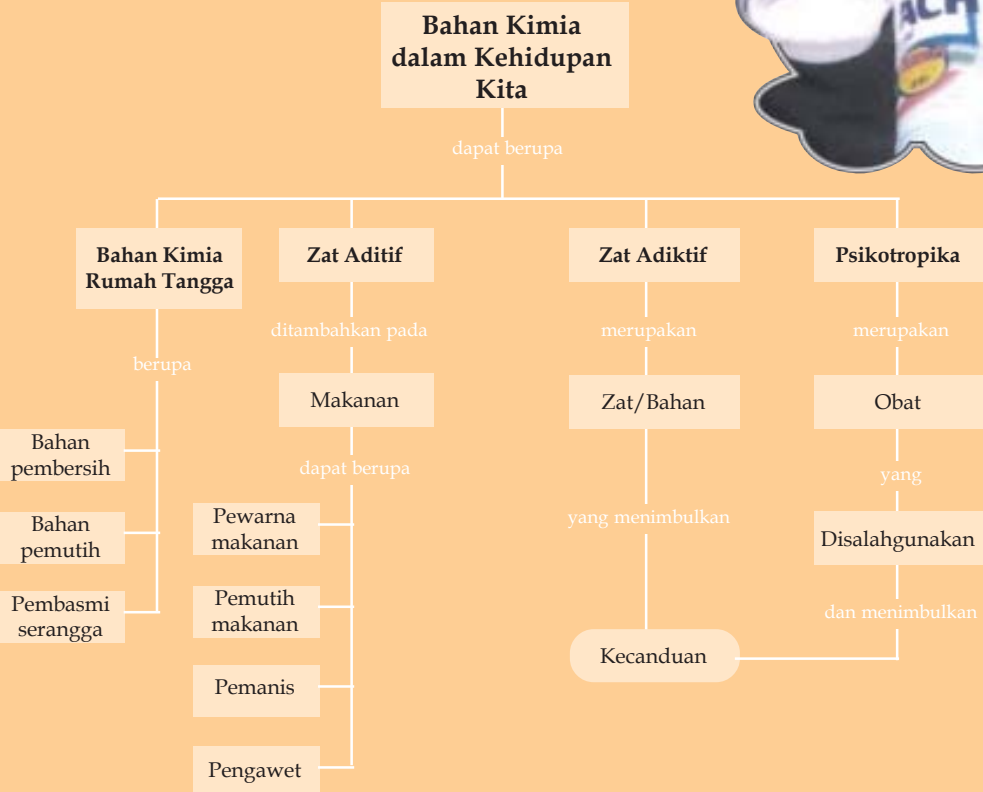 Bahan Kimia
dalam Kehidupan
Kita
dapat berupa
Bahan Kimia
Rumah Tangga
berupa
Bahan
pembersih
Bahan
pemutih
Pembasmi
serangga
Zat Aditif
ditambahkan pada
Makanan
dapat berupa
Pewarna
makanan
Pemutih
makanan
Pemanis
Pengawet
Zat Adiktif
merupakan
Zat/Bahan
yang menimbulkan
Kecanduan
Psikotropika
merupakan
Obat
yang
Disalahgunakan
dan menimbulkan